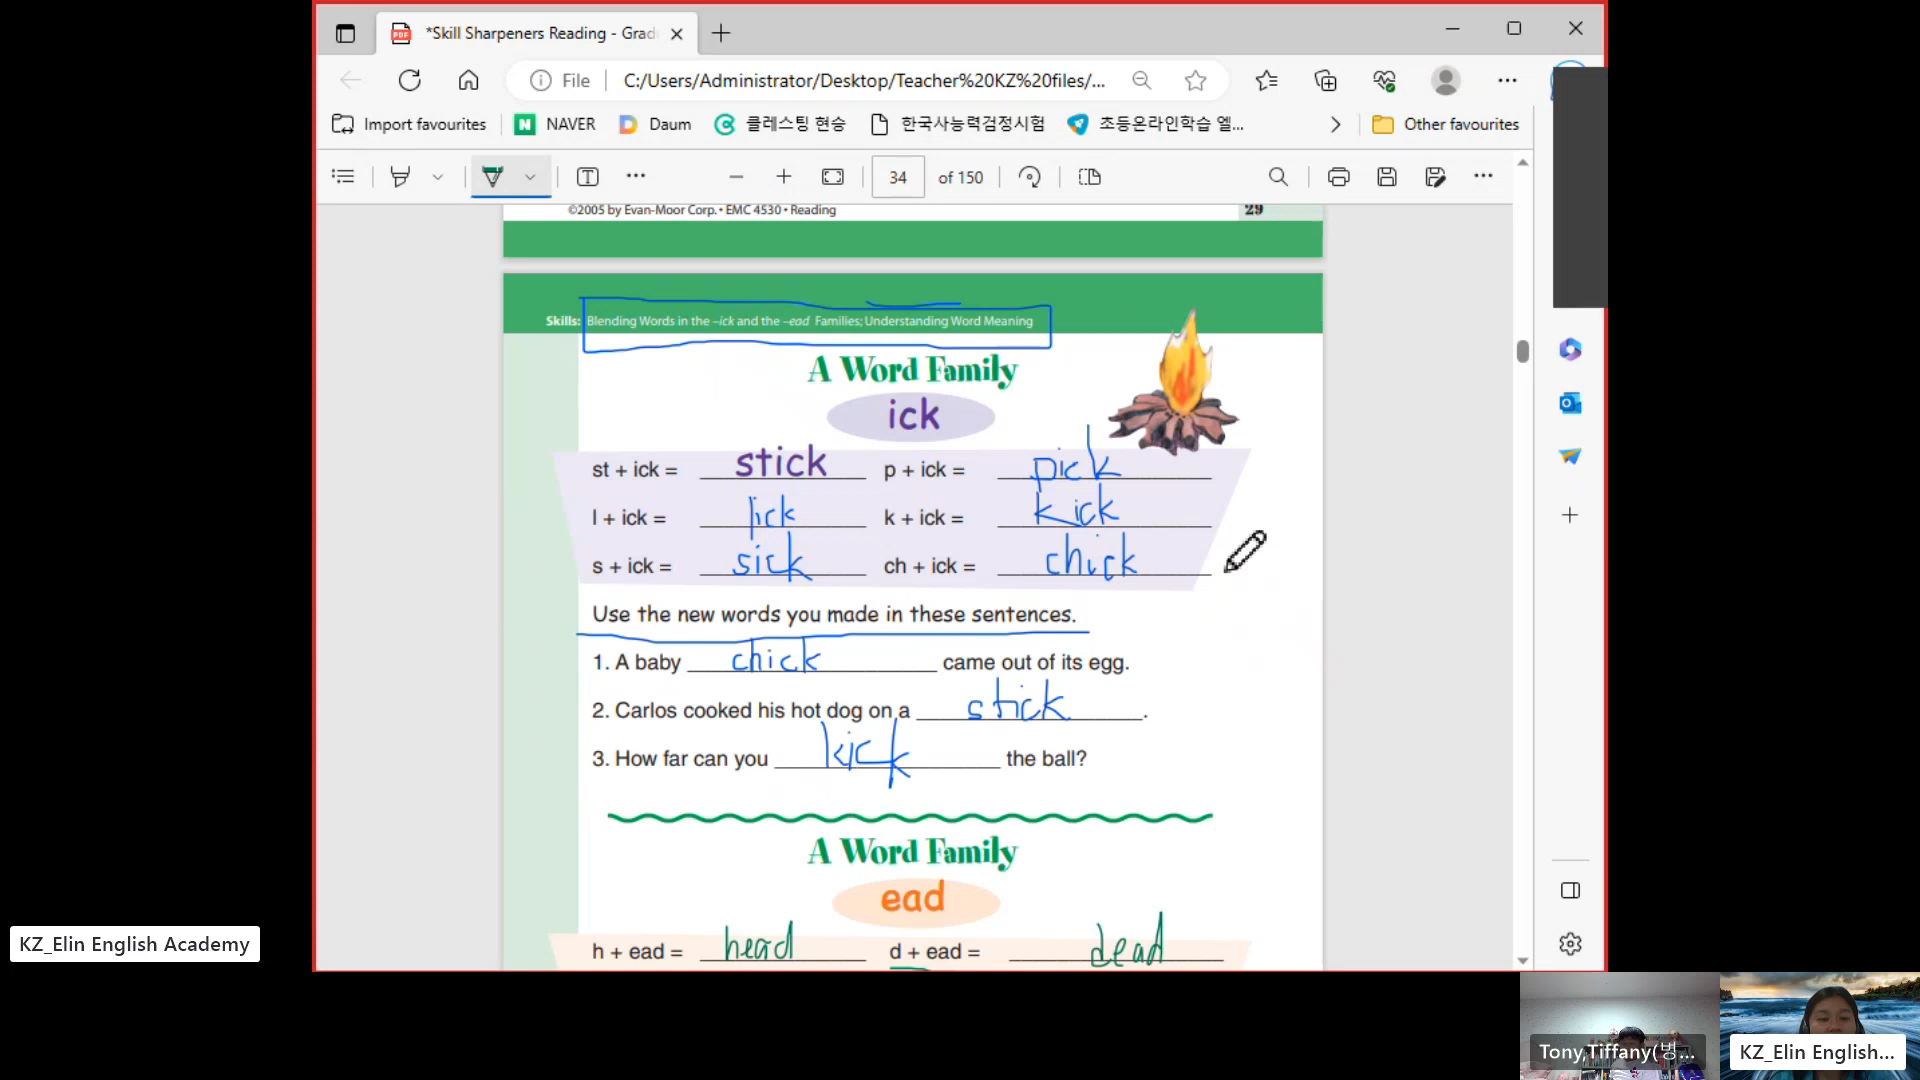 *Skill Sharpeners Reading - Grad
File C:/Users/Administrator/Desktop/Teacher%20KZ%20files/...
Import favourites NAVER Daum 클레스팅 현승 한국사능력검정시험 초등온라인학습 엘... Other favourites
34 of 150
©2005 by Evan-Moor Corp. • EMC 4530 • Reading 29
Skills: Blending Words in the –ick and the –ead Families; Understanding Word Meaning
A Word Family
ick
st + ick = stick p + ick = pick
l + ick = lick k + ick = kick
s + ick = sick ch + ick = chick
Use the new words you made in these sentences.
1. A baby chick came out of its egg.
2. Carlos cooked his hot dog on a stick.
3. How far can you kick the ball?
A Word Family
ead
h + ead = head d + ead = dead
KZ_Elin English Academy
Tony,Tiffany(병...
KZ_Elin English...